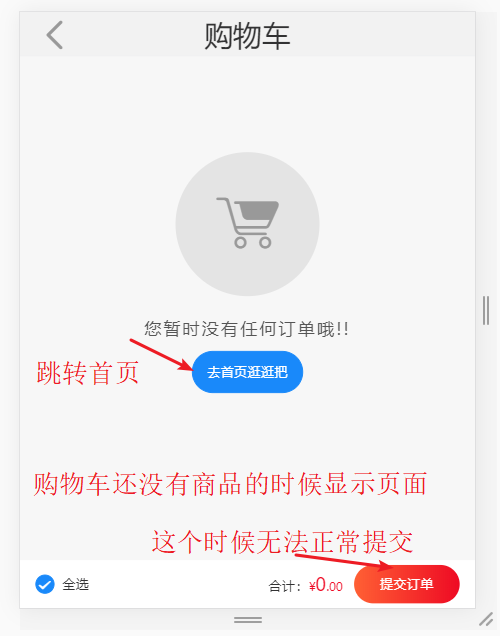 购物车
您暂时没有任何订单哦!!
去首页逛逛把
跳转首页
购物车还没有商品的时候显示页面
这个时候无法正常提交
全选 合计：¥0.00 提交订单